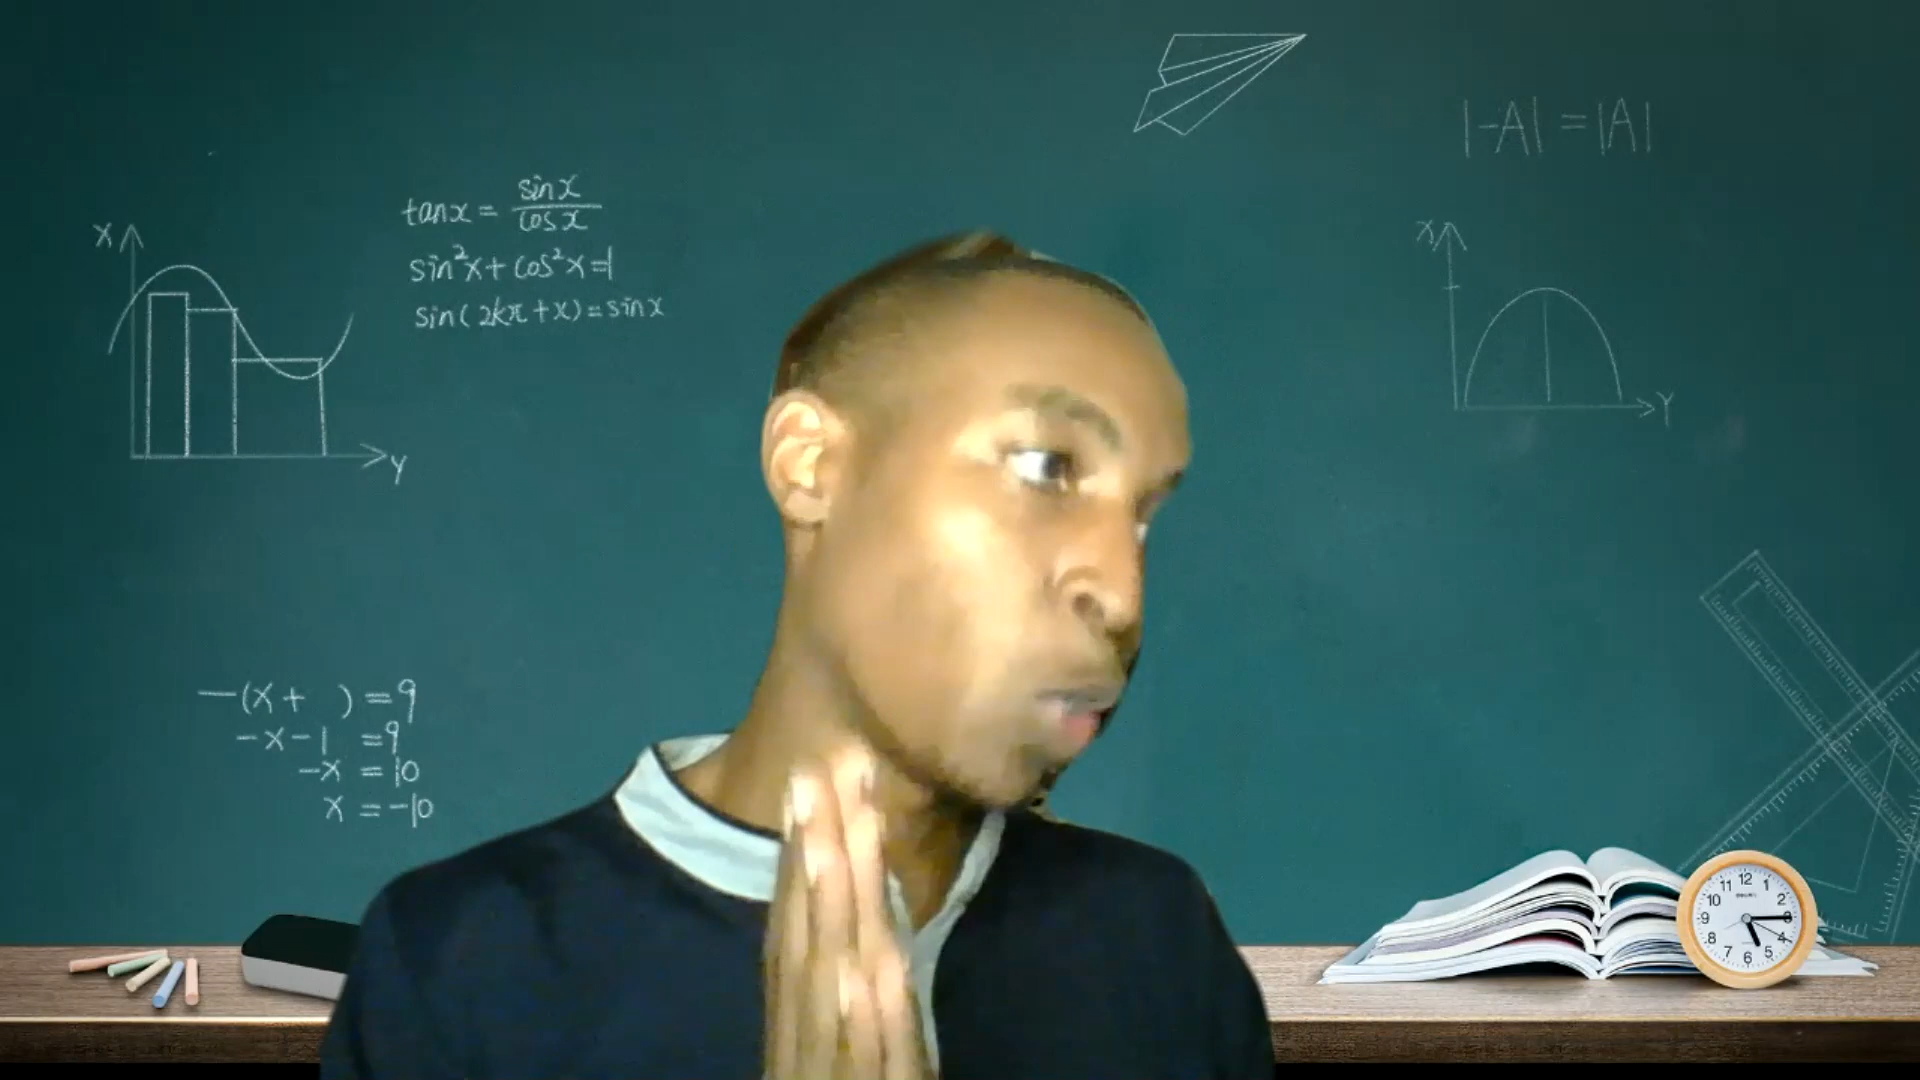 |-A| = |A|
tanx = sinx/cosx
sin²x + cos²x = 1
sin(2kπ + x) = sinx
X
Y
X
Y
-(x + ) = 9
-x - 1 = 9
-x = 10
x = -10
12
1
2
3
4
5
6
7
8
9
10
11